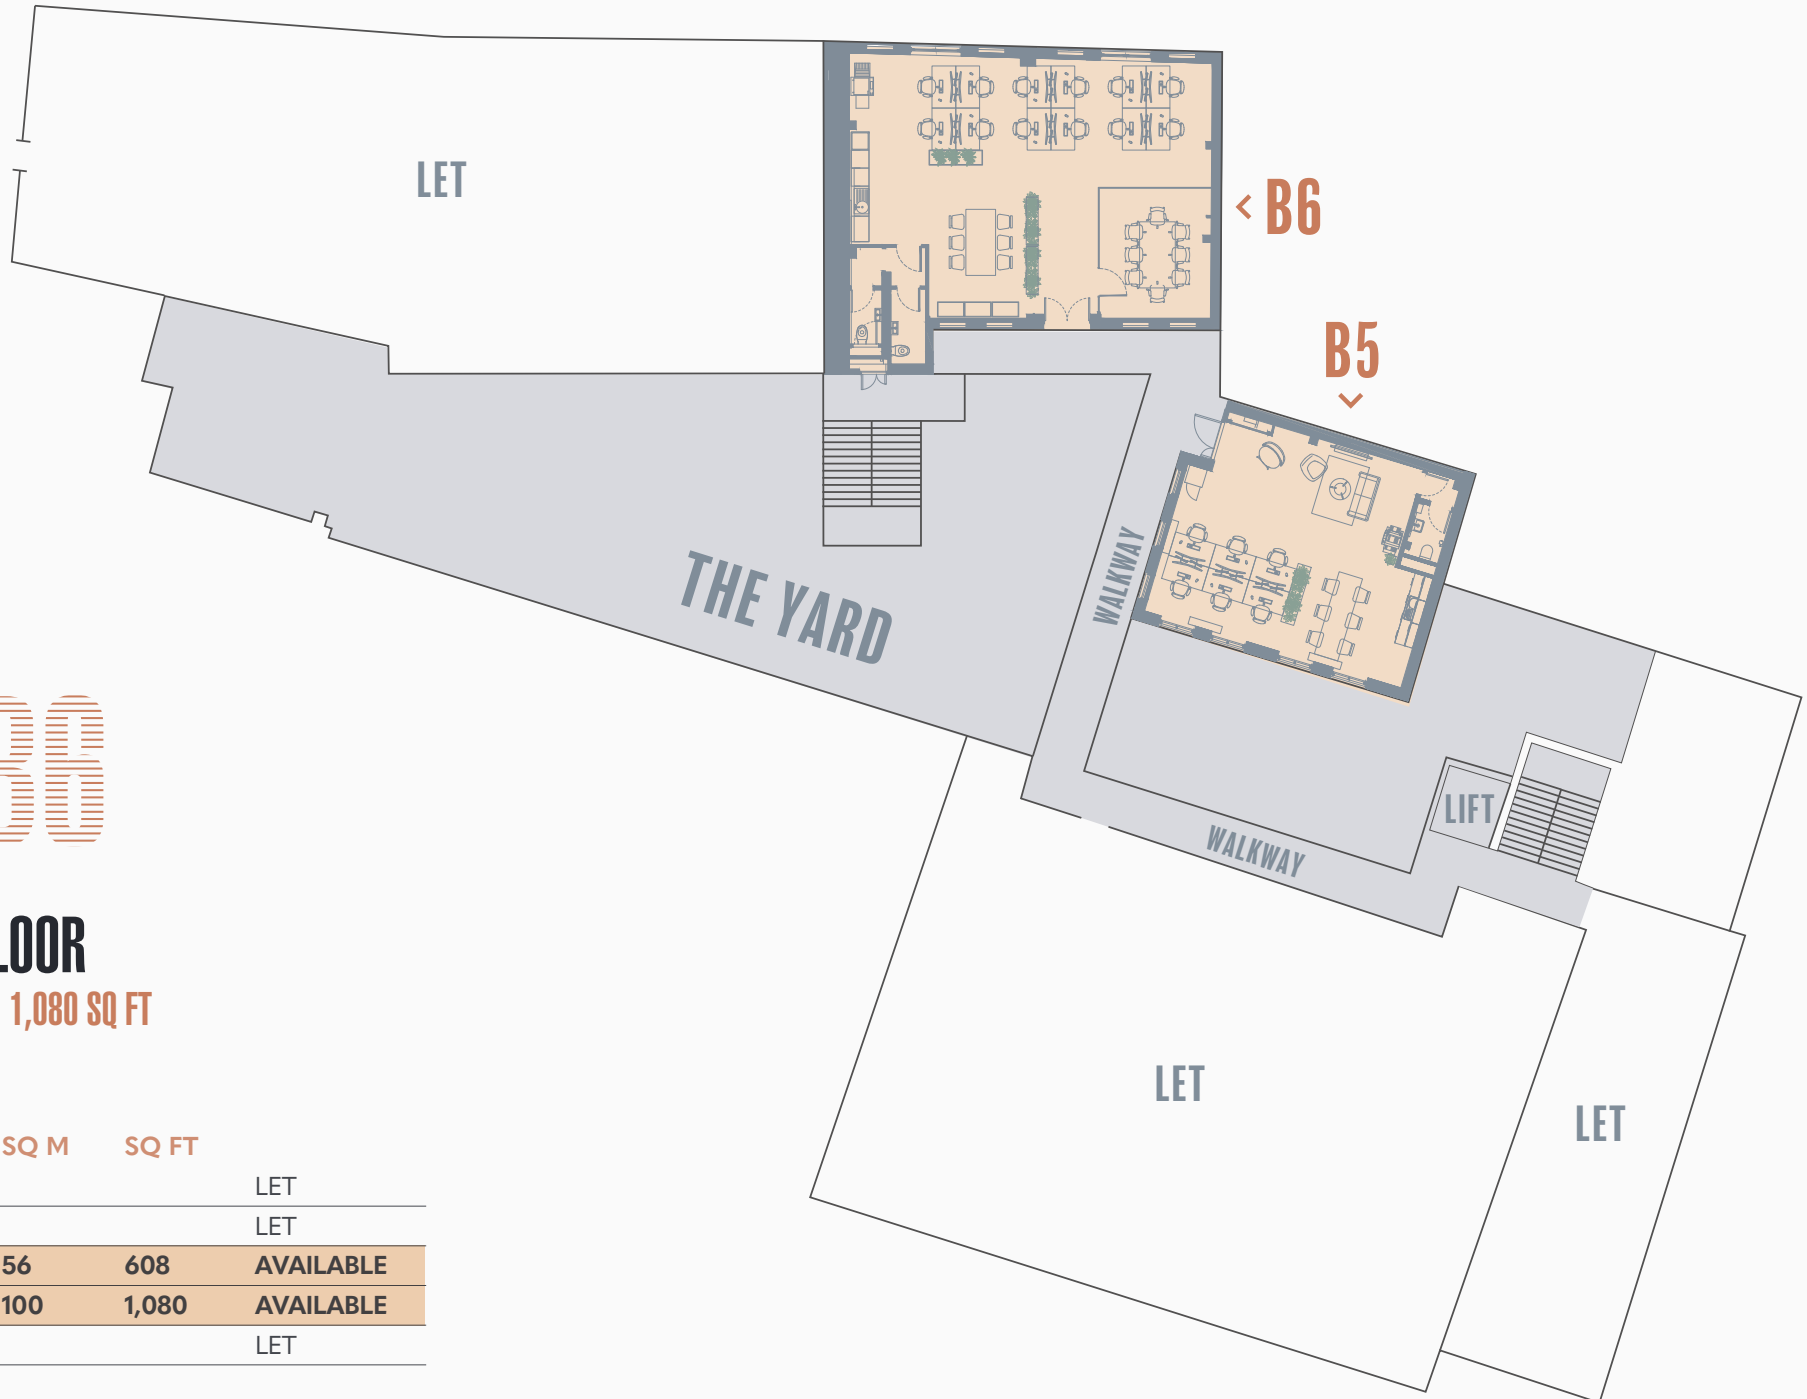 LET
B6
B5
WALKWAY
THE YARD
LIFT
WALKWAY
LOOR
1,080 SQ FT
LET
LET
SQ M SQ FT
LET
LET
56 608 AVAILABLE
100 1,080 AVAILABLE
LET